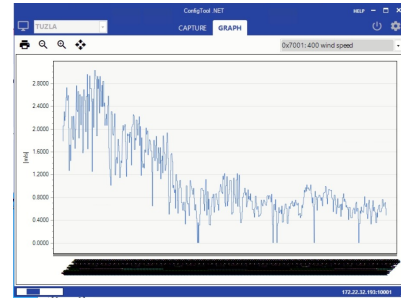 ConfigTool .NET
HELP
TUZLA
CAPTURE GRAPH
0x7001:400 wind speed
2.8000
2.4000
2.0000
1.6000
[m/s]
1.2000
0.8000
0.4000
0.0000
172.22.32.193:10001